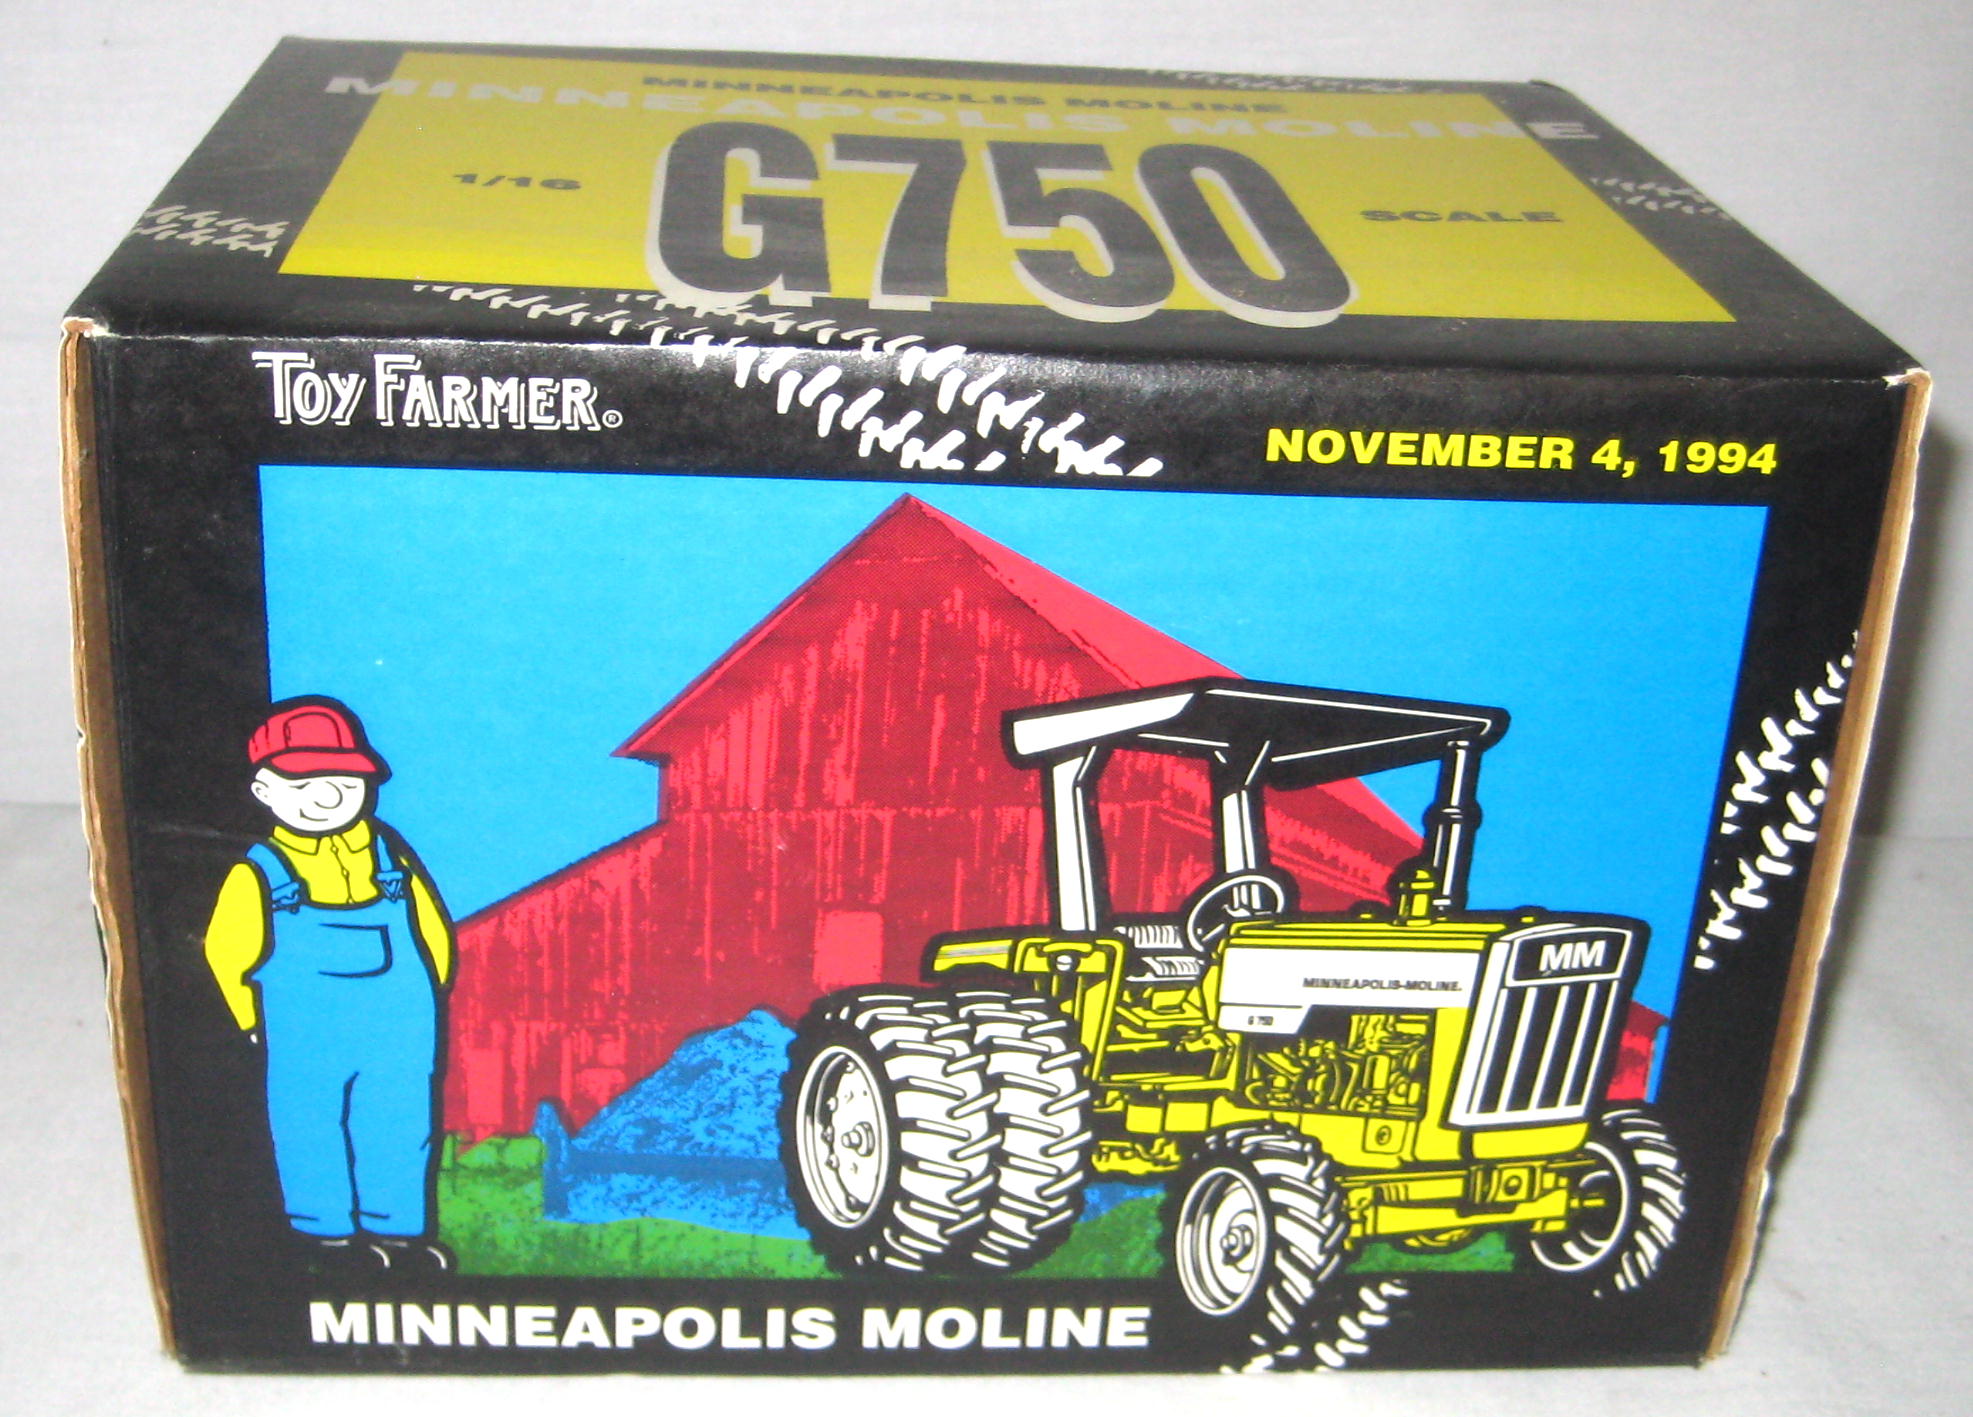 MINNEAPOLIS MOLINE
MINNEAPOLIS MOLINE
1/16 G750 SCALE
TOY FARMER®
NOVEMBER 4, 1994
MM
MINNEAPOLIS-MOLINE.
G 750
MINNEAPOLIS MOLINE